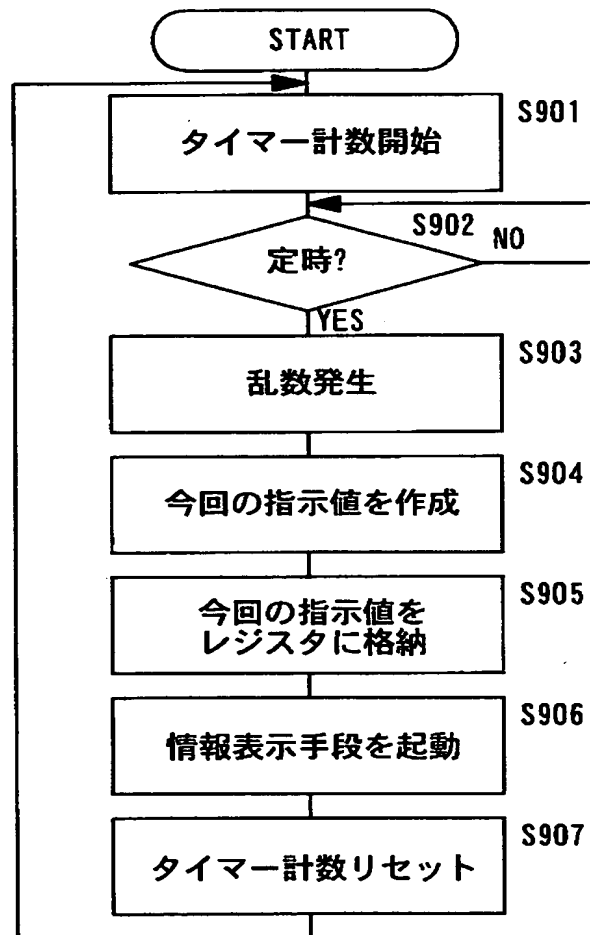 START
S901
タイマー計数開始
S902
定時?
NO
YES
S903
乱数発生
S904
今回の指示値を作成
S905
今回の指示値を
レジスタに格納
S906
情報表示手段を起動
S907
タイマー計数リセット